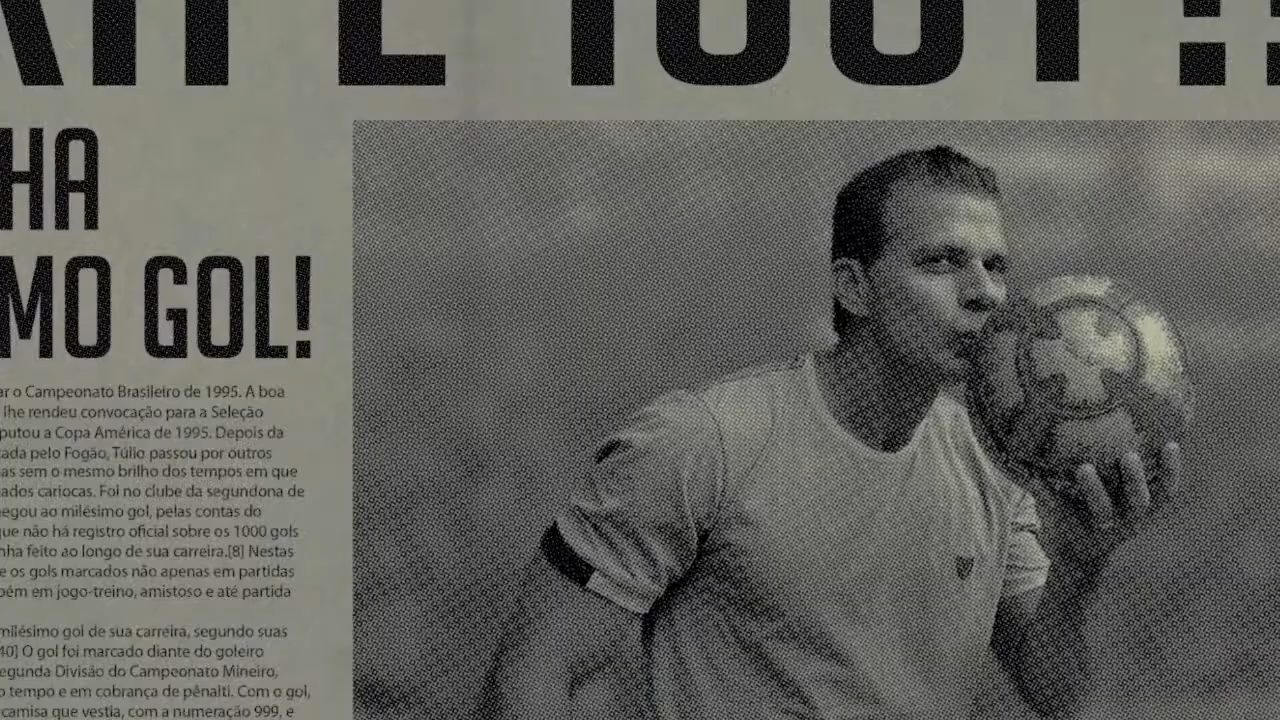 HA
MO GOL!
ar o Campeonato Brasileiro de 1995. A boa
lhe rendeu convocação para a Seleção
putou a Copa América de 1995. Depois da
ada pelo Fogão, Túlio passou por outros
as sem o mesmo brilho dos tempos em que
ados cariocas. Foi no clube da segundona de
egou ao milésimo gol, pelas contas do
que não há registro oficial sobre os 1000 gols
nha feito ao longo de sua carreira.[8] Nestas
e os gols marcados não apenas em partidas
bém em jogo-treino, amistoso e até partida
milésimo gol de sua carreira, segundo suas
40] O gol foi marcado diante do goleiro
egunda Divisão do Campeonato Mineiro,
o tempo e em cobrança de pênalti. Com o gol,
camisa que vestia, com a numeração 999, e